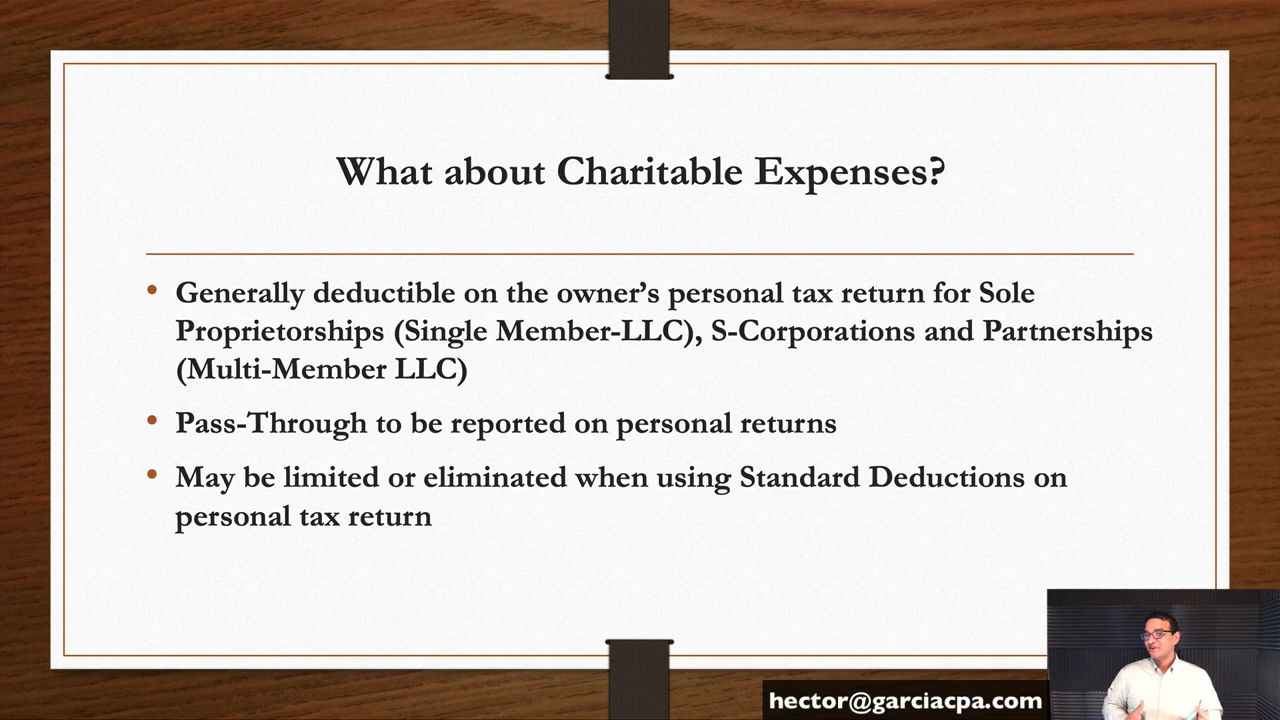 What about Charitable Expenses?
• Generally deductible on the owner’s personal tax return for Sole
Proprietorships (Single Member-LLC), S-Corporations and Partnerships
(Multi-Member LLC)
• Pass-Through to be reported on personal returns
• May be limited or eliminated when using Standard Deductions on
personal tax return
hector@garciacpa.com